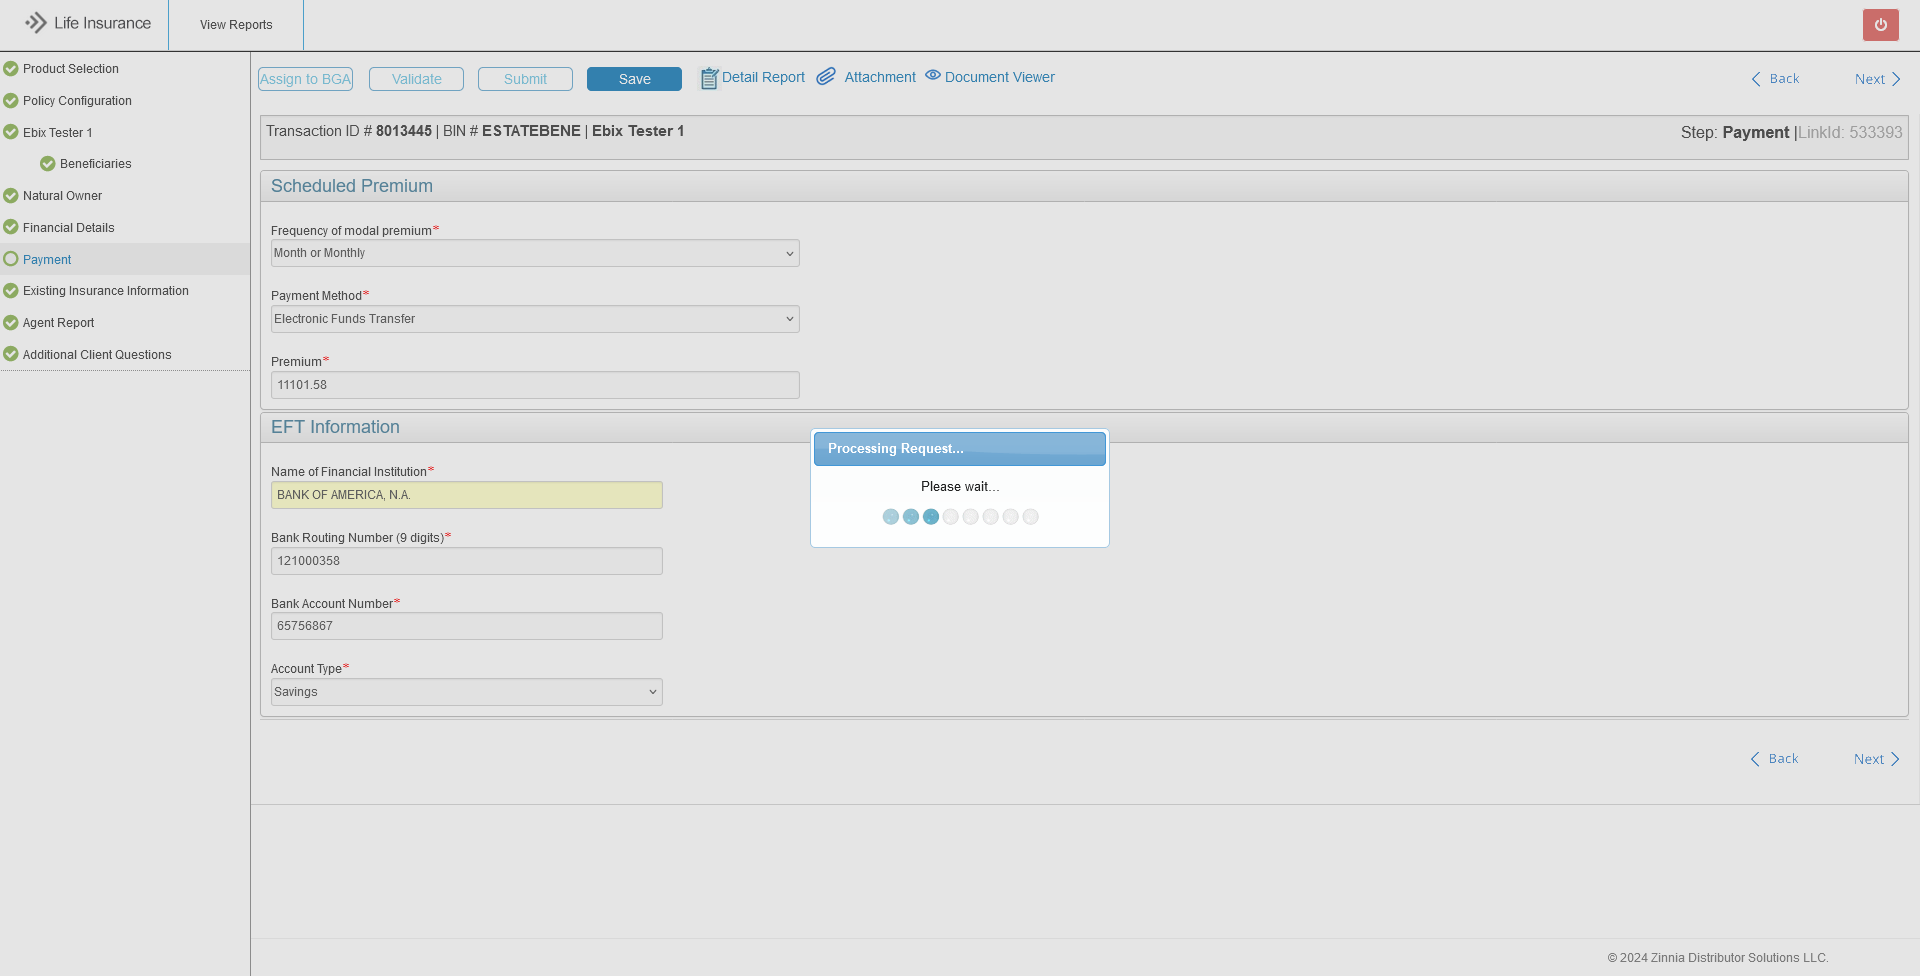 Life Insurance
View Reports
Product Selection
Policy Configuration
Ebix Tester 1
Beneficiaries
Natural Owner
Financial Details
Payment
Existing Insurance Information
Agent Report
Additional Client Questions
Assign to BGA
Validate
Submit
Save
Detail Report
Attachment
Document Viewer
Back
Next
Transaction ID # 8013445 | BIN # ESTATEBENE | Ebix Tester 1
Step: Payment |LinkId: 533393
Scheduled Premium
Frequency of modal premium*
Month or Monthly
Payment Method*
Electronic Funds Transfer
Premium*
11101.58
EFT Information
Name of Financial Institution*
BANK OF AMERICA, N.A.
Bank Routing Number (9 digits)*
121000358
Bank Account Number*
65756867
Account Type*
Savings
Processing Request...
Please wait...
Back
Next
© 2024 Zinnia Distributor Solutions LLC.